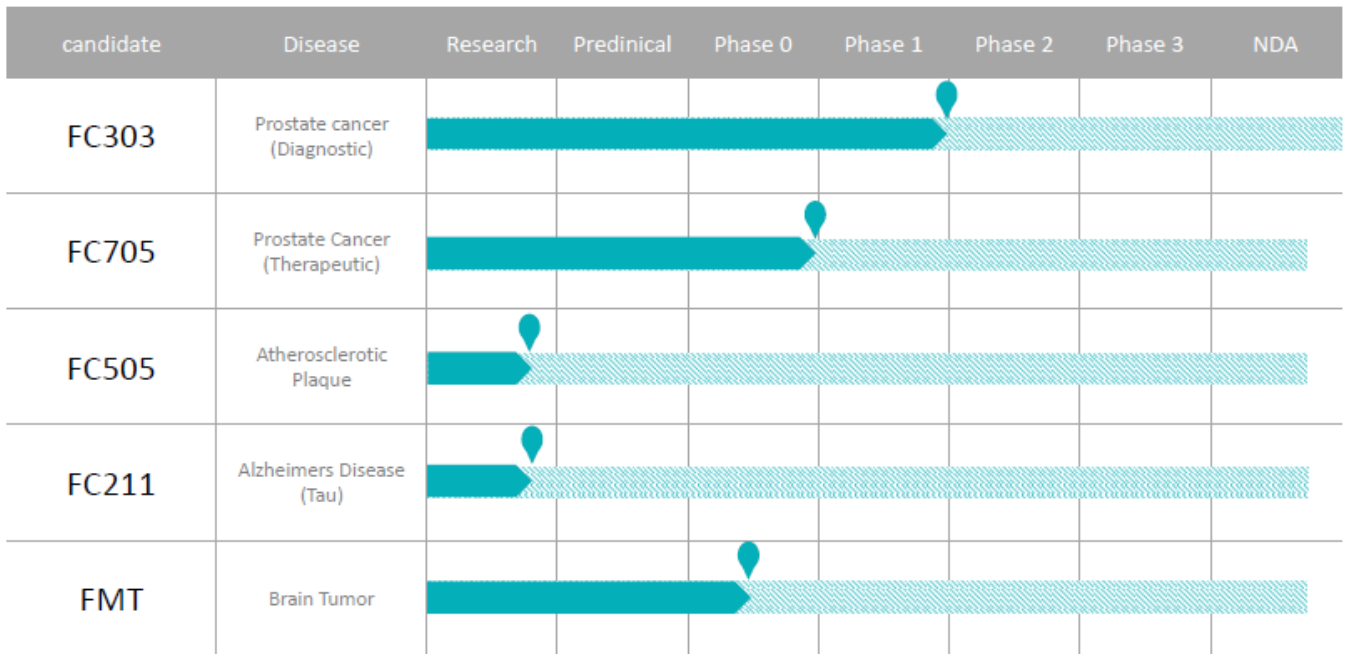 candidate Disease Research Predinical Phase 0 Phase 1 Phase 2 Phase 3 NDA
FC303
Prostate cancer
(Diagnostic)
FC705
Prostate Cancer
(Therapeutic)
FC505
Atherosclerotic
Plaque
FC211
Alzheimers Disease
(Tau)
FMT
Brain Tumor